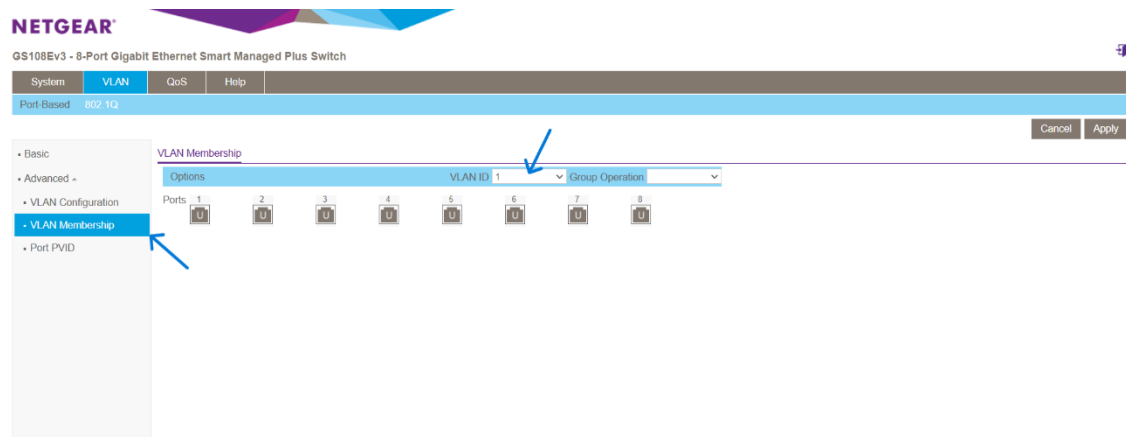 NETGEAR®
GS108Ev3 - 8-Port Gigabit Ethernet Smart Managed Plus Switch
System VLAN QoS Help
Port-Based 802.1Q
Cancel Apply
Basic
Advanced
VLAN Configuration
VLAN Membership
Port PVID
VLAN Membership
Options VLAN ID 1 Group Operation
Ports 1 2 3 4 5 6 7 8
U U U U U U U U